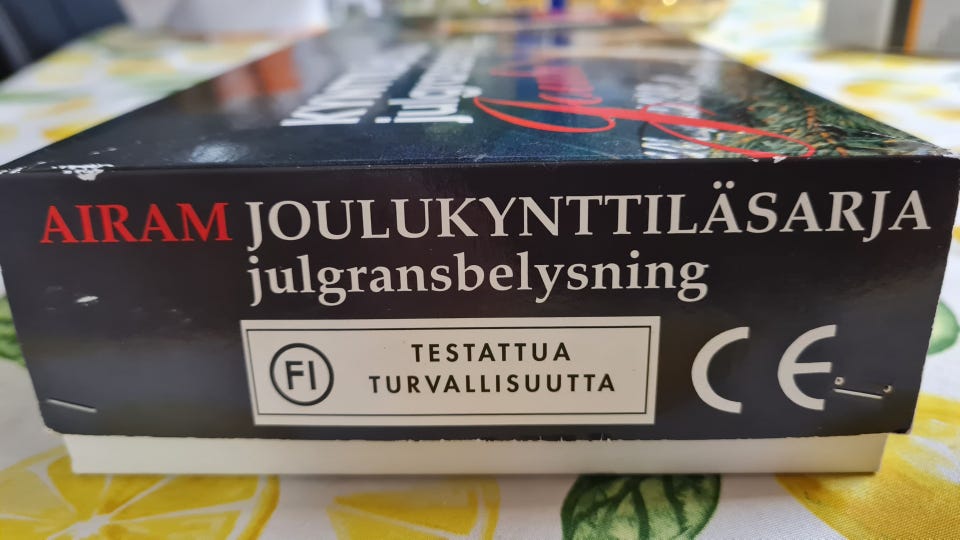 AIRAM JOULUKYNTTILÄSARJA
julgransbelysning
FI
TESTATTUA
TURVALLISUUTTA
CE